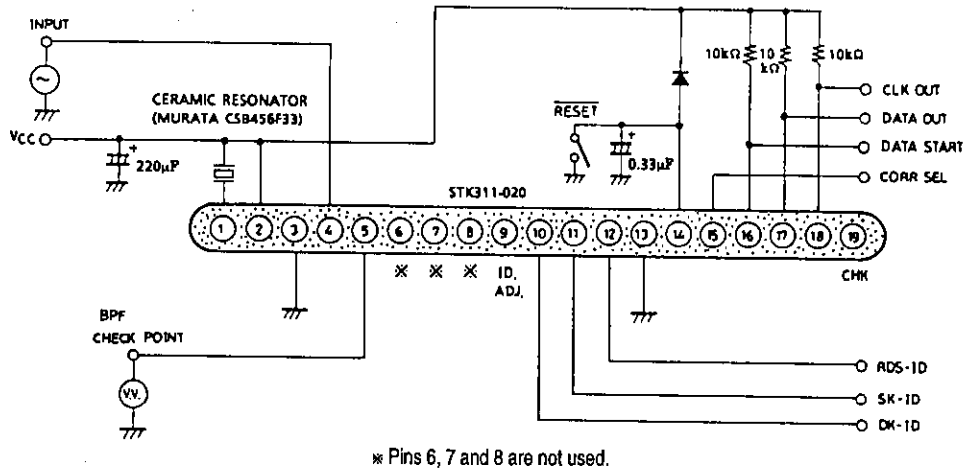 INPUT
CERAMIC RESONATOR
(MURATA CSB456F33)
VCC
+
220μF
RESET
+
0.33μF
10kΩ
10
kΩ
10kΩ
CLK OUT
DATA OUT
DATA START
CORR SEL
STK311-020
1 2 3 4 5 6 7 8 9 10 11 12 13 14 15 16 17 18 19
※ ※ ※ ID.
ADJ.
CHK
BPF
CHECK POINT
V.V.
RDS-ID
SK-ID
DK-ID
※ Pins 6, 7 and 8 are not used.